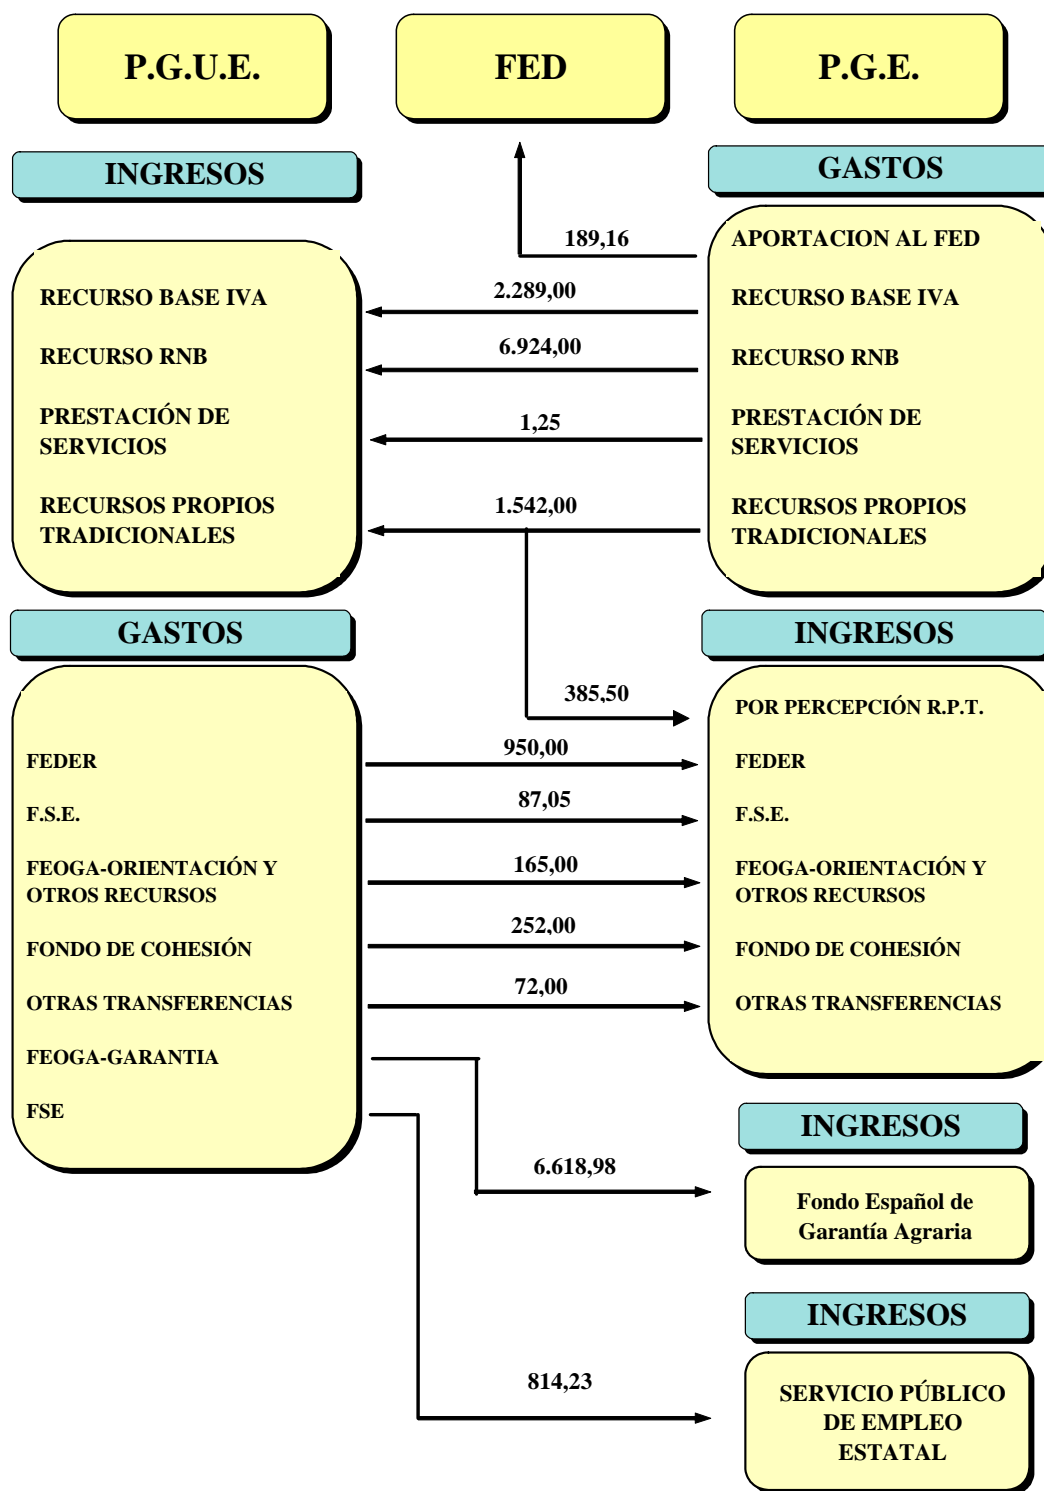 P.G.U.E.
FED
P.G.E.
INGRESOS
GASTOS
189,16
APORTACION AL FED
RECURSO BASE IVA
2.289,00
RECURSO BASE IVA
RECURSO RNB
6.924,00
RECURSO RNB
PRESTACIÓN DE
SERVICIOS
1,25
PRESTACIÓN DE
SERVICIOS
RECURSOS PROPIOS
TRADICIONALES
1.542,00
RECURSOS PROPIOS
TRADICIONALES
GASTOS
INGRESOS
385,50
POR PERCEPCIÓN R.P.T.
FEDER
950,00
FEDER
F.S.E.
87,05
F.S.E.
FEOGA-ORIENTACIÓN Y
OTROS RECURSOS
165,00
FEOGA-ORIENTACIÓN Y
OTROS RECURSOS
FONDO DE COHESIÓN
252,00
FONDO DE COHESIÓN
OTRAS TRANSFERENCIAS
72,00
OTRAS TRANSFERENCIAS
FEOGA-GARANTIA
FSE
INGRESOS
6.618,98
Fondo Español de
Garantía Agraria
INGRESOS
814,23
SERVICIO PÚBLICO
DE EMPLEO
ESTATAL